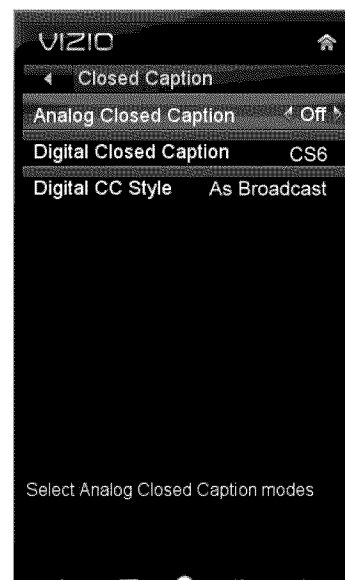 VIZIO
Closed Caption
Analog Closed Caption Off
Digital Closed Caption CS6
Digital CC Style As Broadcast
Select Analog Closed Caption modes